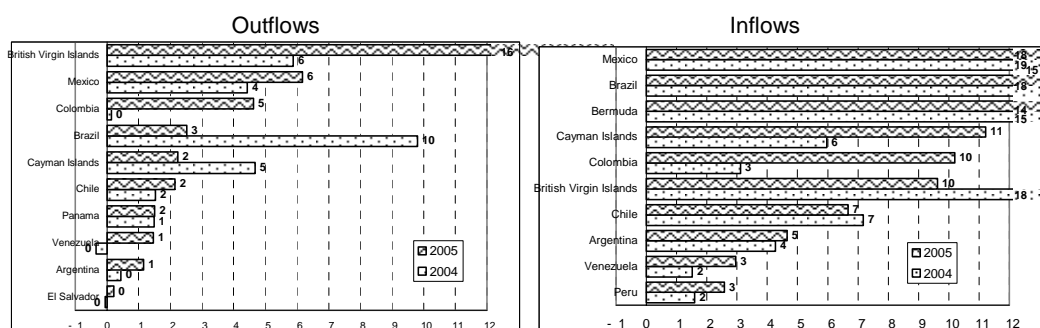 Outflows
British Virgin Islands 16
6
Mexico 6
4
Colombia 5
0
Brazil 3
10
Cayman Islands 2
5
Chile 2
2
Panama 2
1
Venezuela 1
0
Argentina 1
0
El Salvador 0
0
2005
2004
- 1 0 1 2 3 4 5 6 7 8 9 10 11 12
Inflows
Mexico 18
19
Brazil 15
18
Bermuda 14
15
Cayman Islands 11
6
Colombia 10
3
British Virgin Islands 10
18
Chile 7
7
Argentina 5
4
Venezuela 3
2
Peru 3
2
2005
2004
- 1 0 1 2 3 4 5 6 7 8 9 10 11 12